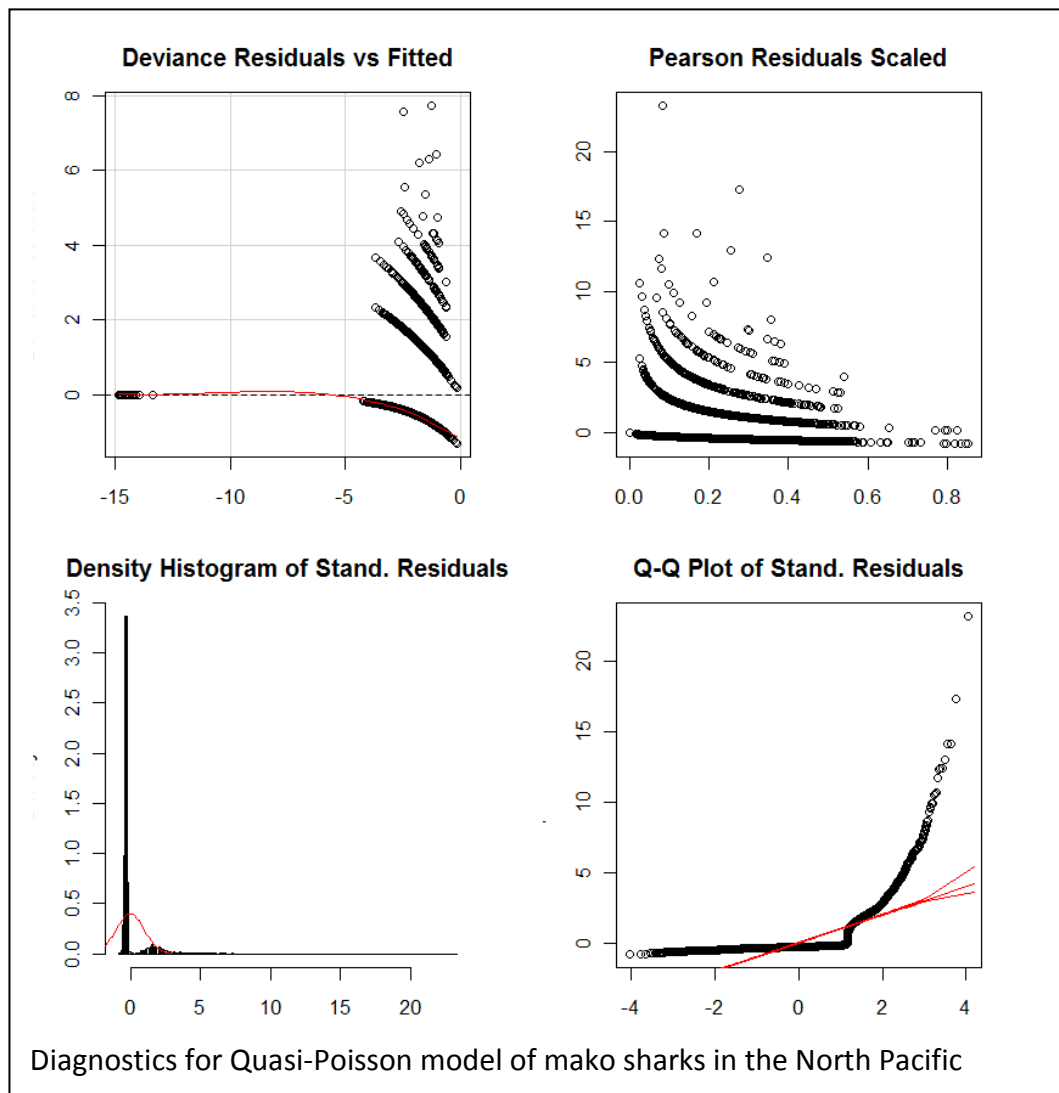 Deviance Residuals vs Fitted
8
6
4
2
0
-15 -10 -5 0
Pearson Residuals Scaled
20
15
10
5
0
0.0 0.2 0.4 0.6 0.8
Density Histogram of Stand. Residuals
3.5
3.0
2.5
2.0
1.5
1.0
0.5
0.0
0 5 10 15 20
Q-Q Plot of Stand. Residuals
20
15
10
5
0
-4 -2 0 2 4
Diagnostics for Quasi-Poisson model of mako sharks in the North Pacific